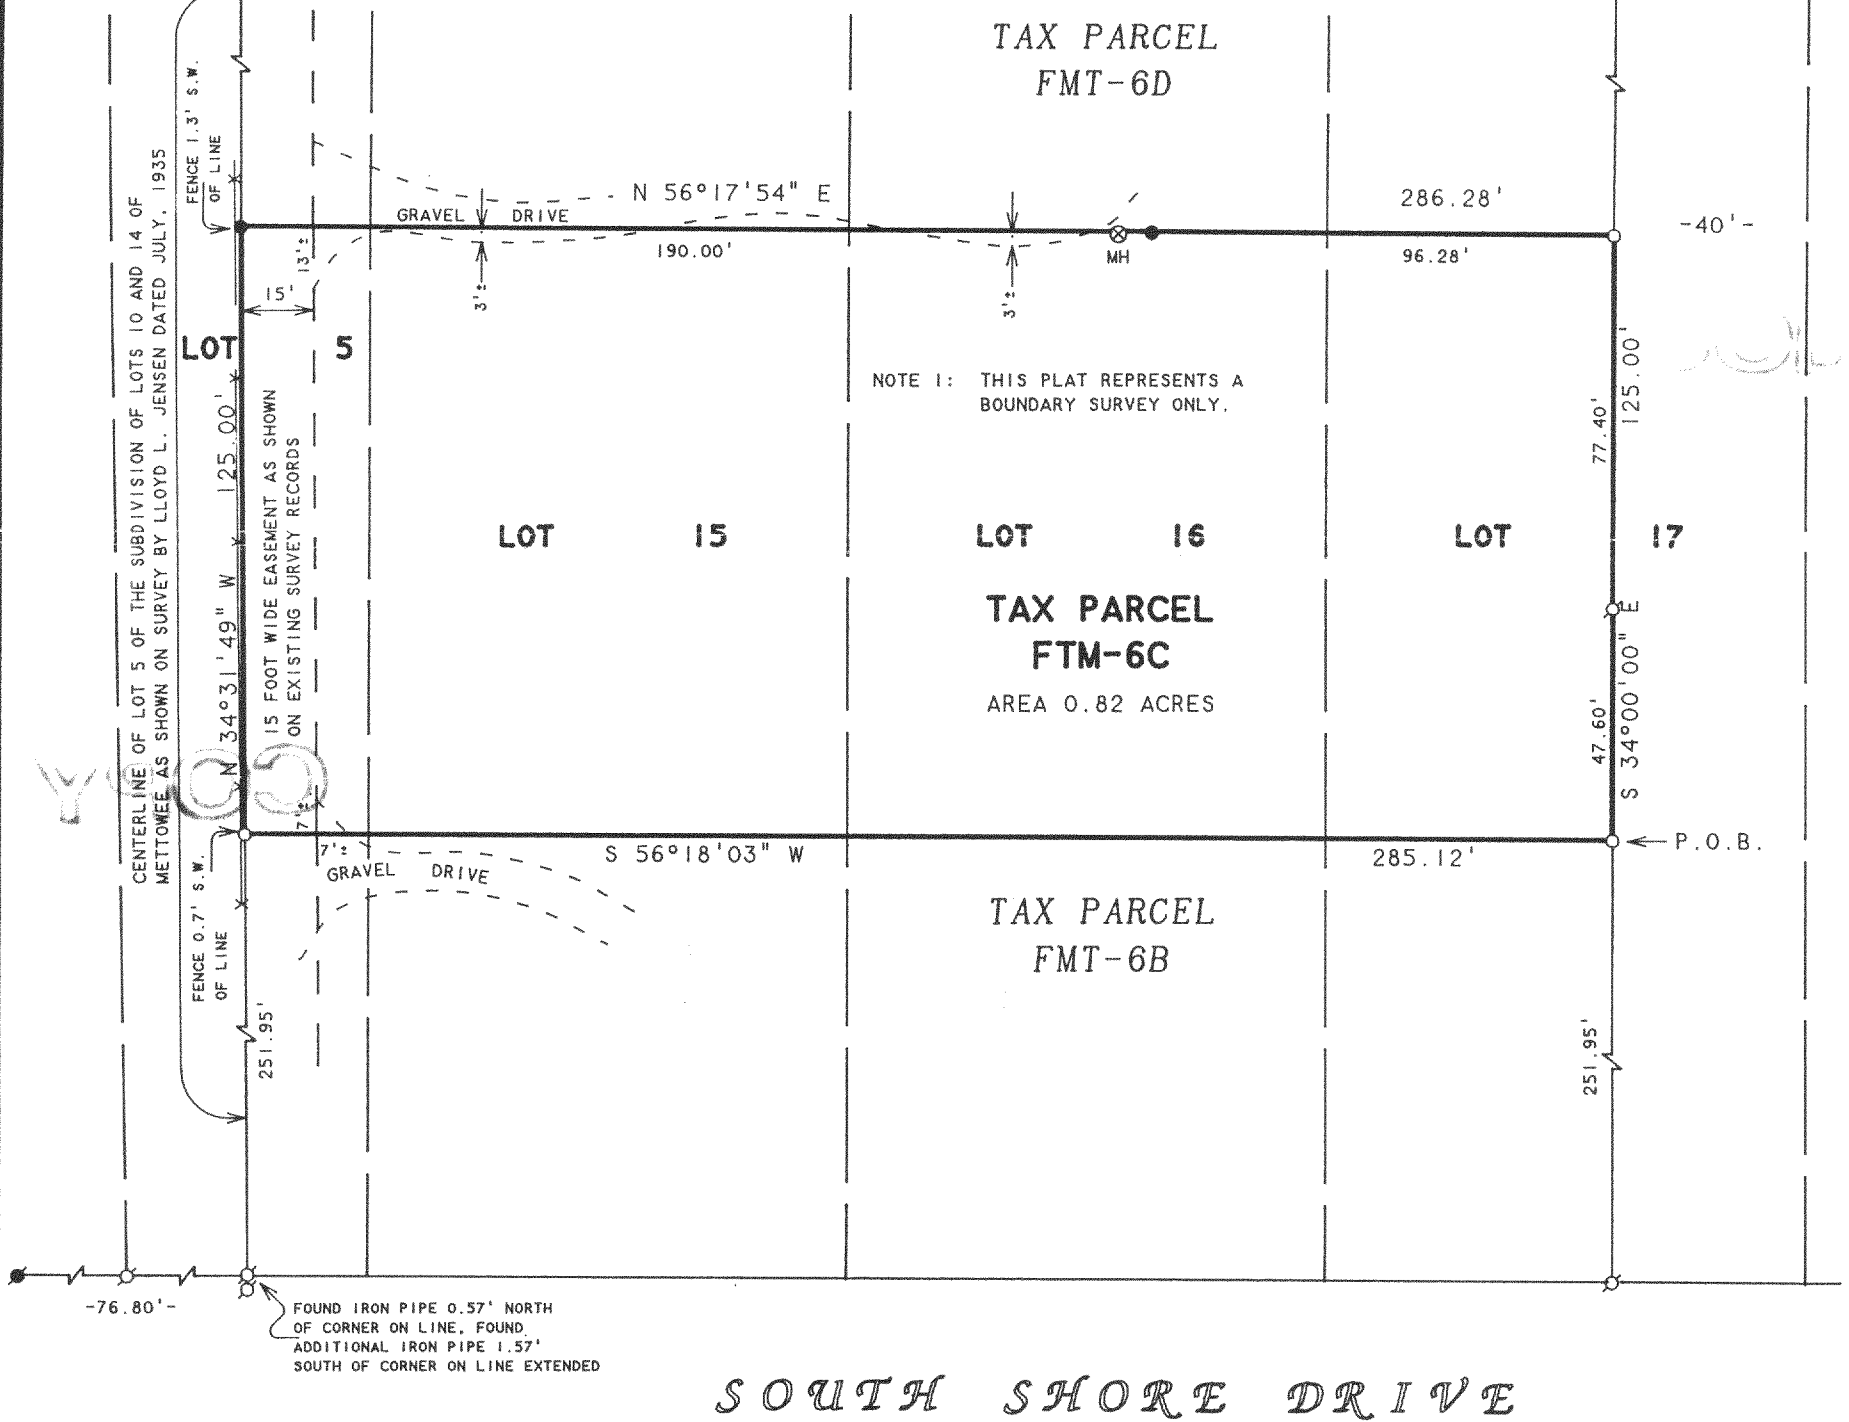 TAX PARCEL
FMT-6D
FENCE 1.3' S.W.
OF LINE
N 56°17'54" E
286.28'
-40'-
GRAVEL DRIVE
190.00'
MH
96.28'
13'±
3'±
3'±
15'
LOT 5
125.00'
NOTE 1: THIS PLAT REPRESENTS A
BOUNDARY SURVEY ONLY.
CENTERLINE OF LOT 5 OF THE SUBDIVISION OF LOTS 10 AND 14 OF
METTOWEE AS SHOWN ON SURVEY BY LLOYD L. JENSEN DATED JULY, 1935
N 34°31'49" W 125.00'
15 FOOT WIDE EASEMENT AS SHOWN
ON EXISTING SURVEY RECORDS
77.40'
LOT 15
LOT 16
LOT 17
TAX PARCEL
FTM-6C
AREA 0.82 ACRES
47.60'
S 34°00'00" E
COPY
7'±
7'±
GRAVEL DRIVE
S 56°18'03" W
285.12'
P.O.B.
FENCE 0.7' S.W.
OF LINE
TAX PARCEL
FMT-6B
251.95'
251.95'
-76.80'-
FOUND IRON PIPE 0.57' NORTH
OF CORNER ON LINE, FOUND
ADDITIONAL IRON PIPE 1.57'
SOUTH OF CORNER ON LINE EXTENDED
SOUTH SHORE DRIVE